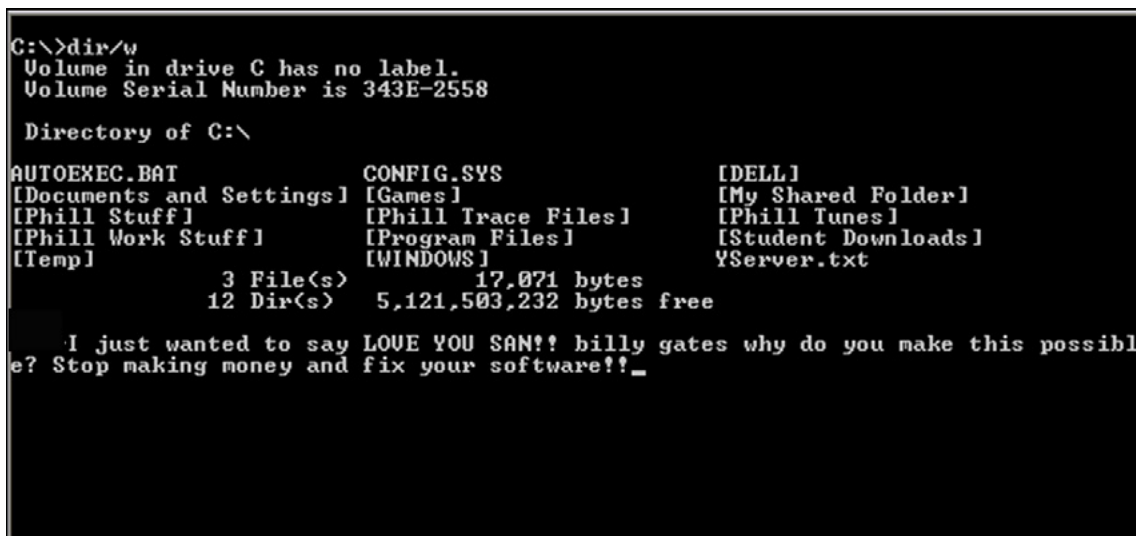 C:\>dir/w
Volume in drive C has no label.
Volume Serial Number is 343E-2558
Directory of C:\
AUTOEXEC.BAT CONFIG.SYS [DELL]
[Documents and Settings] [Games] [My Shared Folder]
[Phill Stuff] [Phill Trace Files] [Phill Tunes]
[Phill Work Stuff] [Program Files] [Student Downloads]
[Temp] [WINDOWS] YServer.txt
3 File(s) 17,071 bytes
12 Dir(s) 5,121,503,232 bytes free
I just wanted to say LOVE YOU SAN!! billy gates why do you make this possibl
e? Stop making money and fix your software!!_